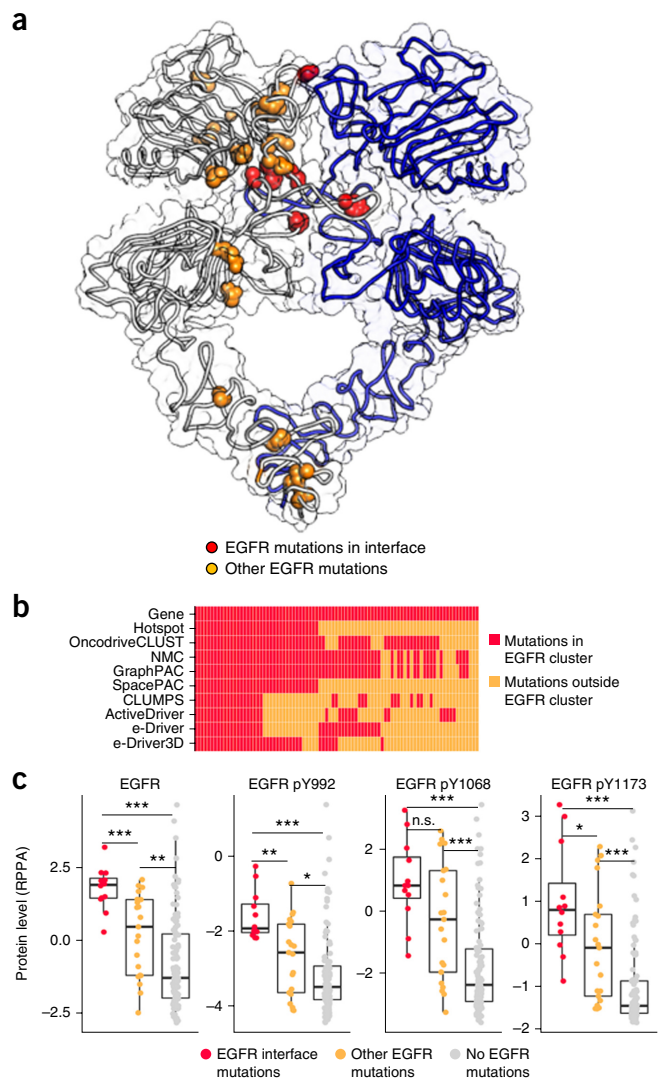 a
EGFR mutations in interface
Other EGFR mutations
b
Gene
Hotspot
OncodriveCLUST
NMC
GraphPAC
SpacePAC
CLUMPS
ActiveDriver
e-Driver
e-Driver3D
Mutations in
EGFR cluster
Mutations outside
EGFR cluster
c
EGFR
EGFR pY992
EGFR pY1068
EGFR pY1173
Protein level (RPPA)
2.5
0.0
–2.5
***
***
**
0
–2
–4
***
**
*
2
0
–2
***
n.s.
***
3
2
1
0
–1
–2
***
*
***
EGFR interface
mutations
Other EGFR
mutations
No EGFR
mutations